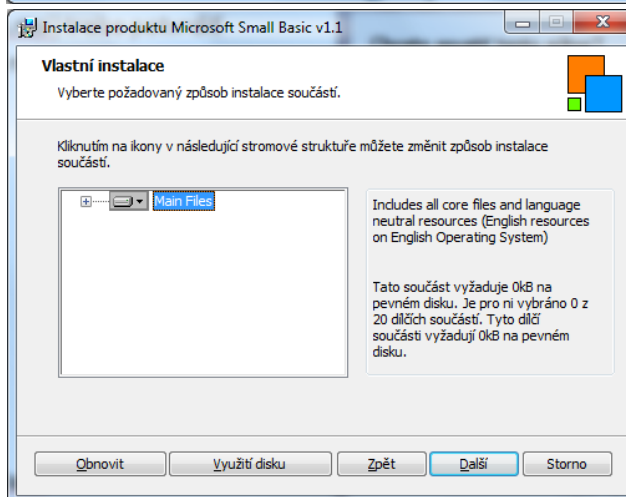 Instalace produktu Microsoft Small Basic v1.1
Vlastní instalace
Vyberte požadovaný způsob instalace součástí.
Kliknutím na ikony v následující stromové struktuře můžete změnit způsob instalace
součástí.
Main Files
Includes all core files and language
neutral resources (English resources
on English Operating System)
Tato součást vyžaduje 0kB na
pevném disku. Je pro ni vybráno 0 z
20 dílčích součástí. Tyto dílčí
součásti vyžadují 0kB na pevném
disku.
Obnovit
Využití disku
Zpět
Další
Storno